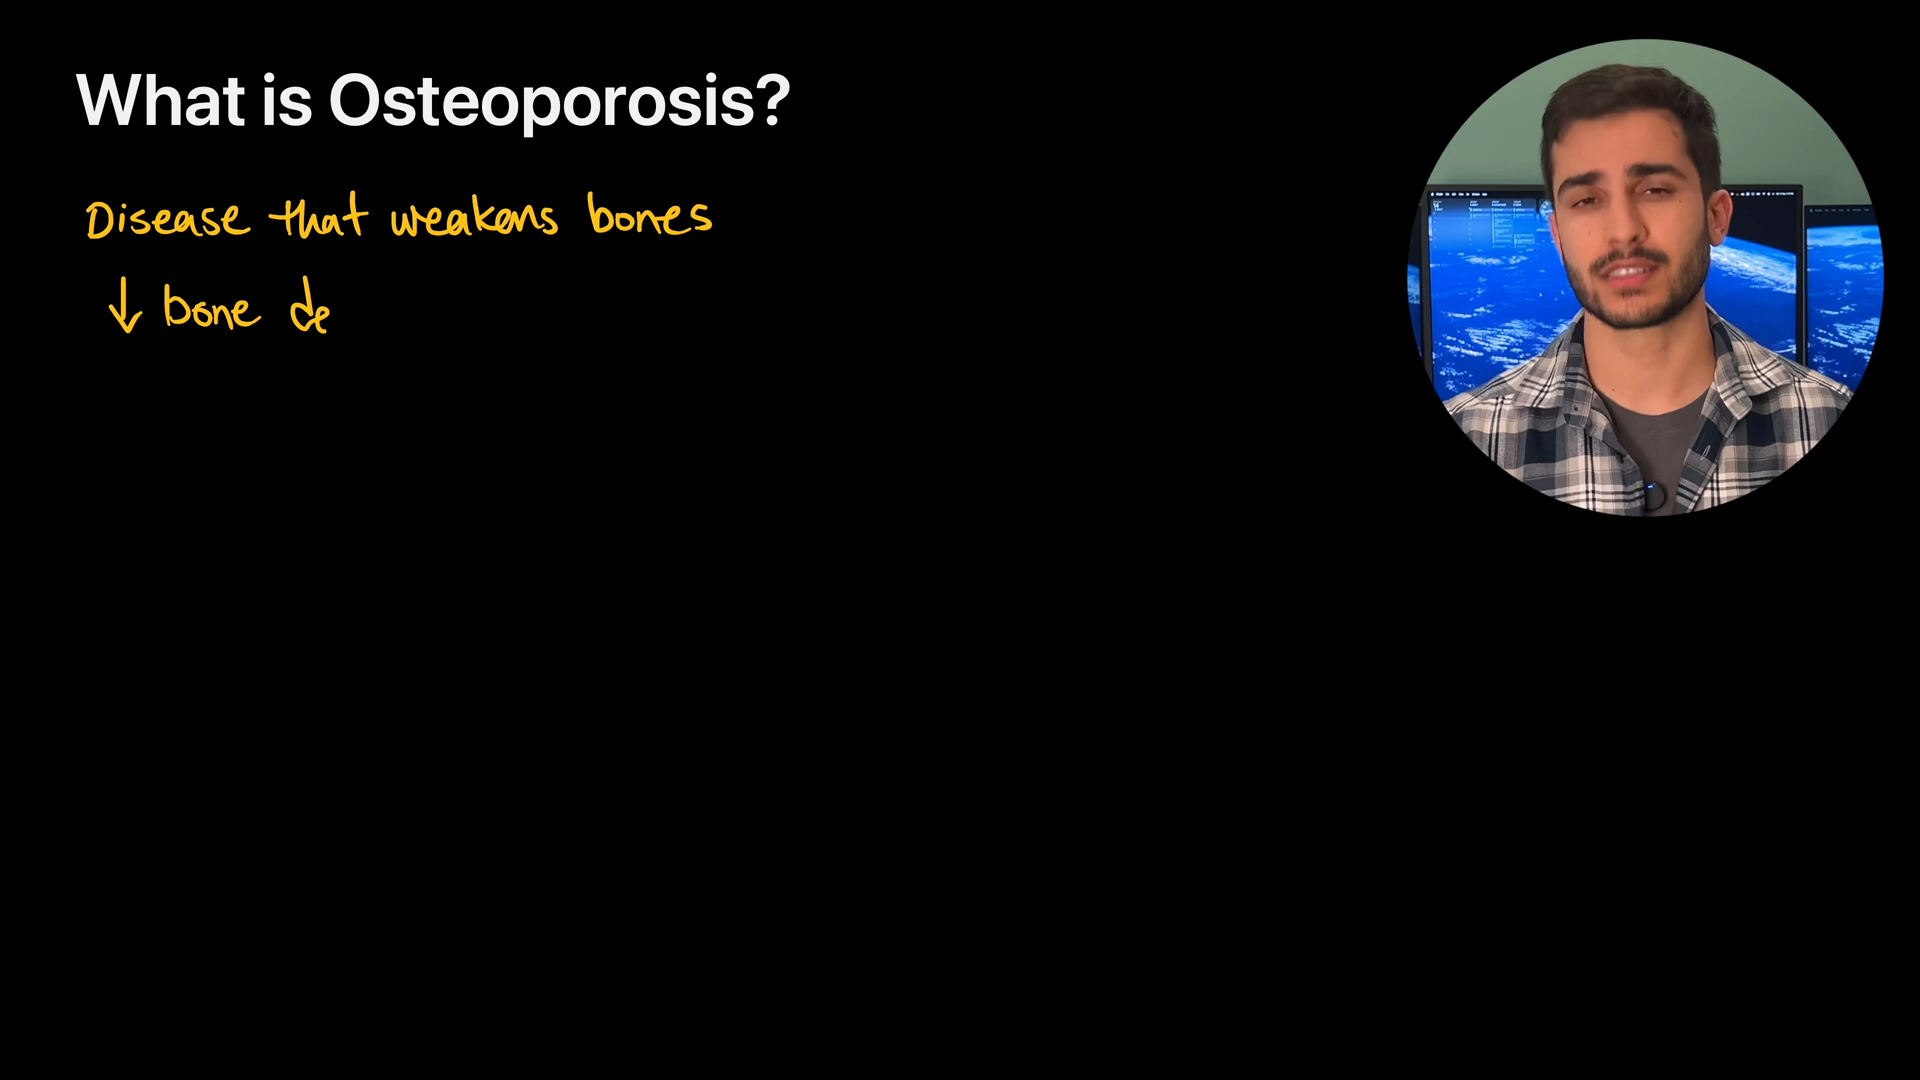 What is Osteoporosis?
Disease that weakens bones
↓ bone de